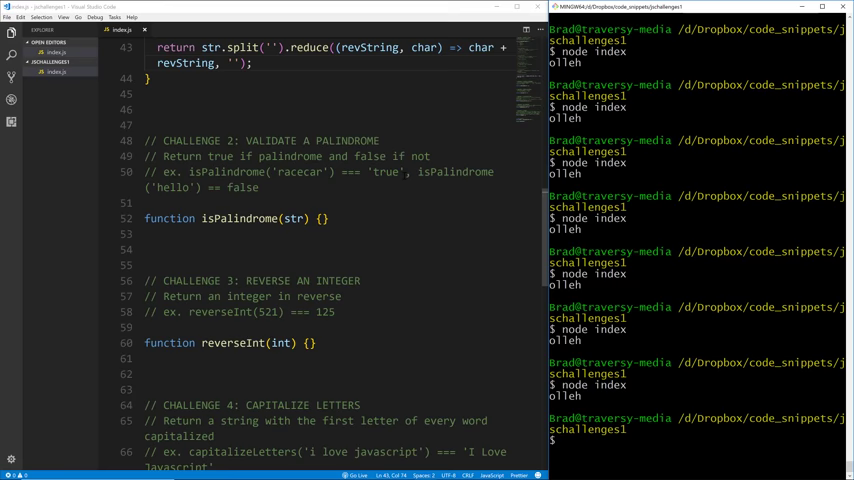 index.js - jschallenges1 - Visual Studio Code
File Edit Selection View Go Debug Tasks Help
EXPLORER
OPEN EDITORS
index.js
JSCHALLENGES1
index.js
index.js
43 return str.split('').reduce((revString, char) => char +
revString, '');
44 }
45
46
47
48 // CHALLENGE 2: VALIDATE A PALINDROME
49 // Return true if palindrome and false if not
50 // ex. isPalindrome('racecar') === 'true', isPalindrome
('hello') == false
51
52 function isPalindrome(str) {}
53
54
55
56 // CHALLENGE 3: REVERSE AN INTEGER
57 // Return an integer in reverse
58 // ex. reverseInt(521) === 125
59
60 function reverseInt(int) {}
61
62
63
64 // CHALLENGE 4: CAPITALIZE LETTERS
65 // Return a string with the first letter of every word
capitalized
66 // ex. capitalizeLetters('i love javascript') === 'I Love
Javascript'
0 0
Go Live Ln 43, Col 74 Spaces: 2 UTF-8 CRLF JavaScript Prettier
MINGW64:/d/Dropbox/code_snippets/jschallenges1
Brad@traversy-media /d/Dropbox/code_snippets/j
schallenges1
$ node index
olleh
Brad@traversy-media /d/Dropbox/code_snippets/j
schallenges1
$ node index
olleh
Brad@traversy-media /d/Dropbox/code_snippets/j
schallenges1
$ node index
olleh
Brad@traversy-media /d/Dropbox/code_snippets/j
schallenges1
$ node index
olleh
Brad@traversy-media /d/Dropbox/code_snippets/j
schallenges1
$ node index
olleh
Brad@traversy-media /d/Dropbox/code_snippets/j
schallenges1
$ node index
olleh
Brad@traversy-media /d/Dropbox/code_snippets/j
schallenges1
$ node index
olleh
Brad@traversy-media /d/Dropbox/code_snippets/j
schallenges1
$